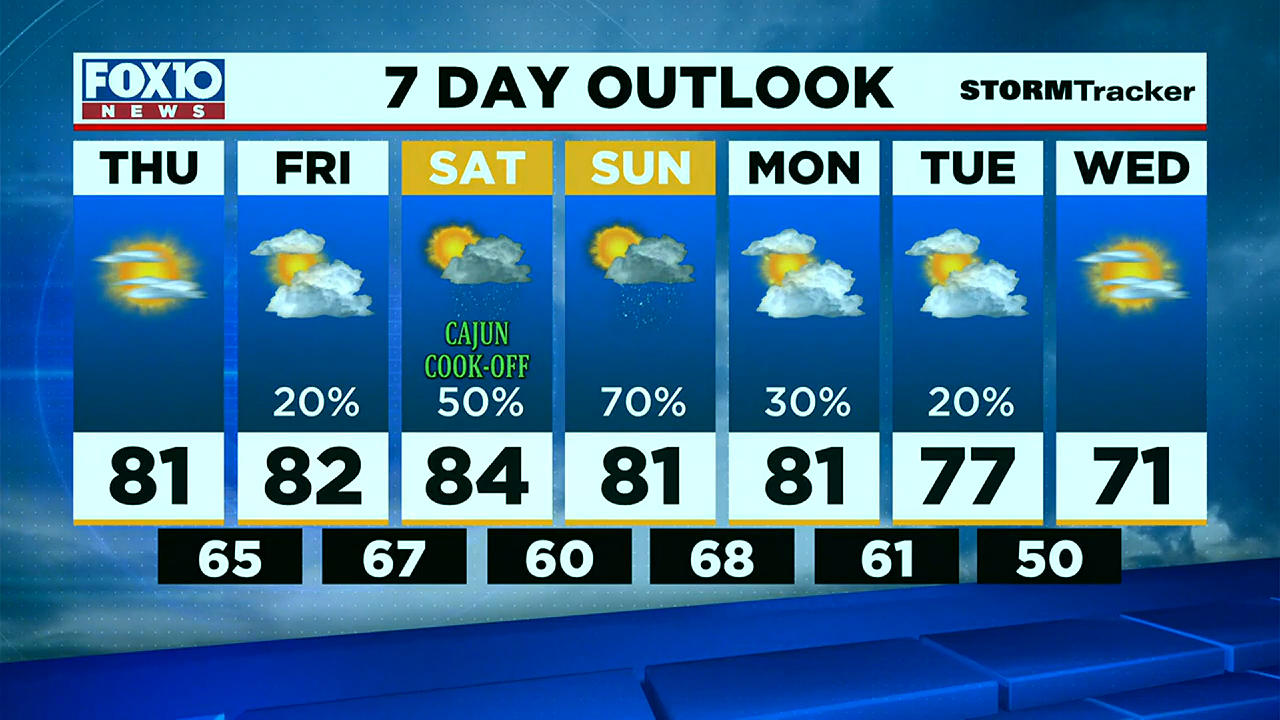 FOX10
NEWS
7 DAY OUTLOOK
STORMTracker
THU FRI SAT SUN MON TUE WED
CAJUN
COOK-OFF
20% 50% 70% 30% 20%
81 82 84 81 81 77 71
65 67 60 68 61 50